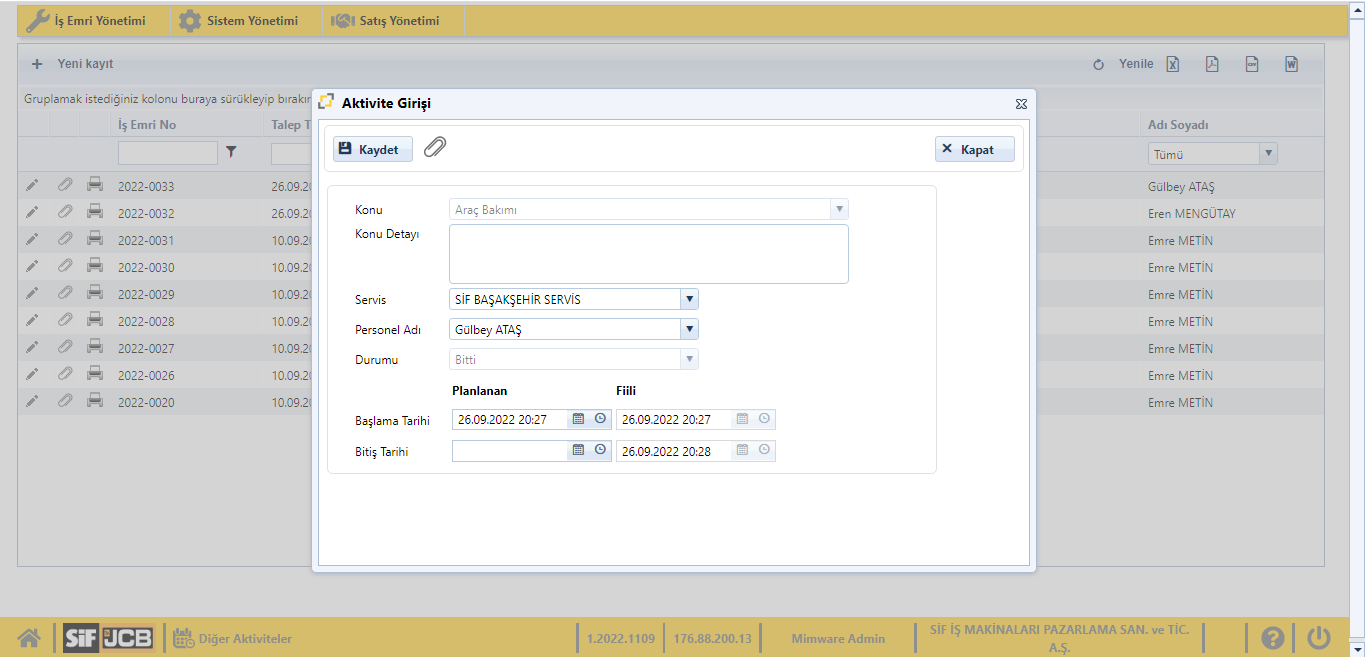 İş Emri Yönetimi
Sistem Yönetimi
Satış Yönetimi
Yeni kayıt
Yenile
Gruplamak istediğiniz kolonu buraya sürükleyip
İş Emri No
Talep
Adı Soyadı
Tümü
2022-0033
26.09.20
Gülbey ATAŞ
2022-0032
26.09.20
Eren MENGÜTAY
2022-0031
10.09.20
Emre METİN
2022-0030
10.09.20
Emre METİN
2022-0029
10.09.20
Emre METİN
2022-0028
10.09.20
Emre METİN
2022-0027
10.09.20
Emre METİN
2022-0026
10.09.20
Emre METİN
2022-0020
10.09.20
Emre METİN
Aktivite Girişi
Kaydet
Kapat
Konu
Araç Bakımı
Konu Detayı
Servis
SİF BAŞAKŞEHİR SERVİS
Personel Adı
Gülbey ATAŞ
Durumu
Bitti
Planlanan
Fiili
Başlama Tarihi
26.09.2022 20:27
26.09.2022 20:27
Bitiş Tarihi
26.09.2022 20:28
SİF JCB
Diğer Aktiviteler
1.2022.1109
176.88.200.13
Mimware Admin
SİF İŞ MAKİNALARI PAZARLAMA SAN. ve TİC.
A.Ş.